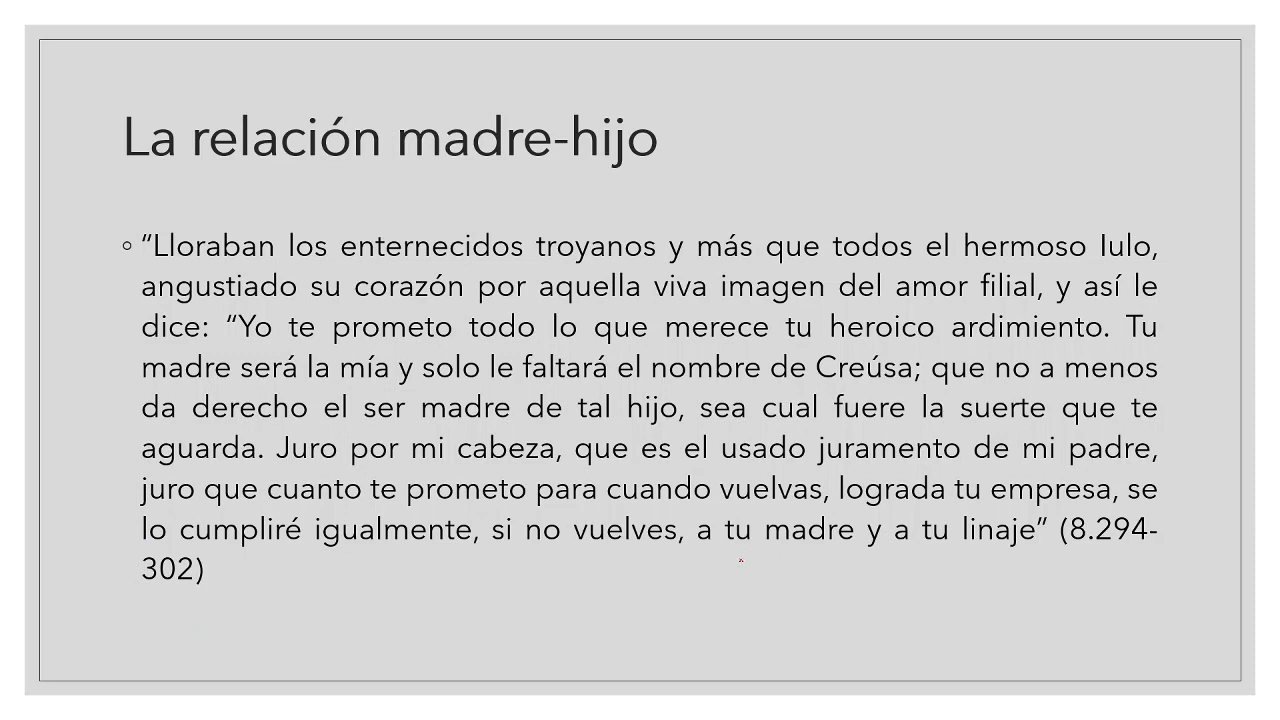 La relación madre-hijo
◦ “Lloraban los enternecidos troyanos y más que todos el hermoso Iulo,
angustiado su corazón por aquella viva imagen del amor filial, y así le
dice: “Yo te prometo todo lo que merece tu heroico ardimiento. Tu
madre será la mía y solo le faltará el nombre de Creúsa; que no a menos
da derecho el ser madre de tal hijo, sea cual fuere la suerte que te
aguarda. Juro por mi cabeza, que es el usado juramento de mi padre,
juro que cuanto te prometo para cuando vuelvas, lograda tu empresa, se
lo cumpliré igualmente, si no vuelves, a tu madre y a tu linaje” (8.294-
302)